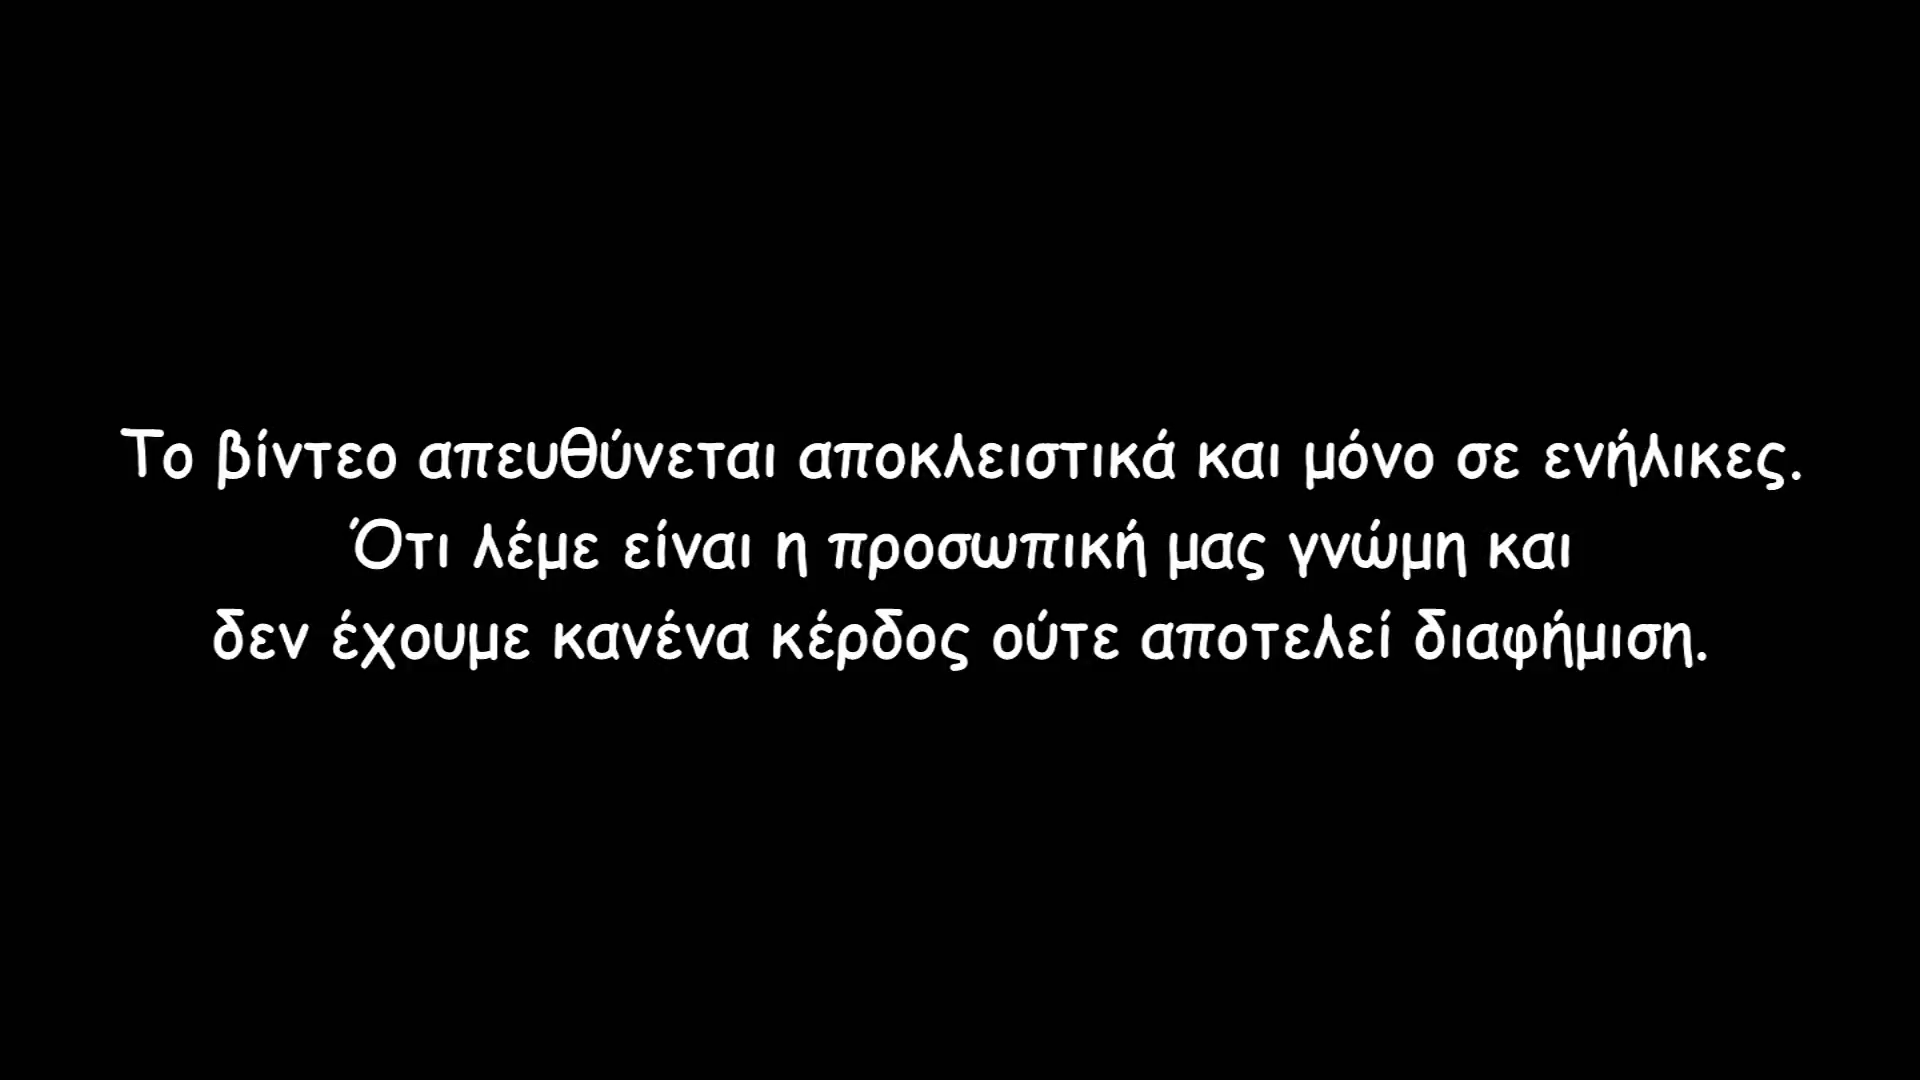 Το βίντεο απευθύνεται αποκλειστικά και μόνο σε ενήλικες.
Ότι λέμε είναι η προσωπική μας γνώμη και
δεν έχουμε κανένα κέρδος ούτε αποτελεί διαφήμιση.